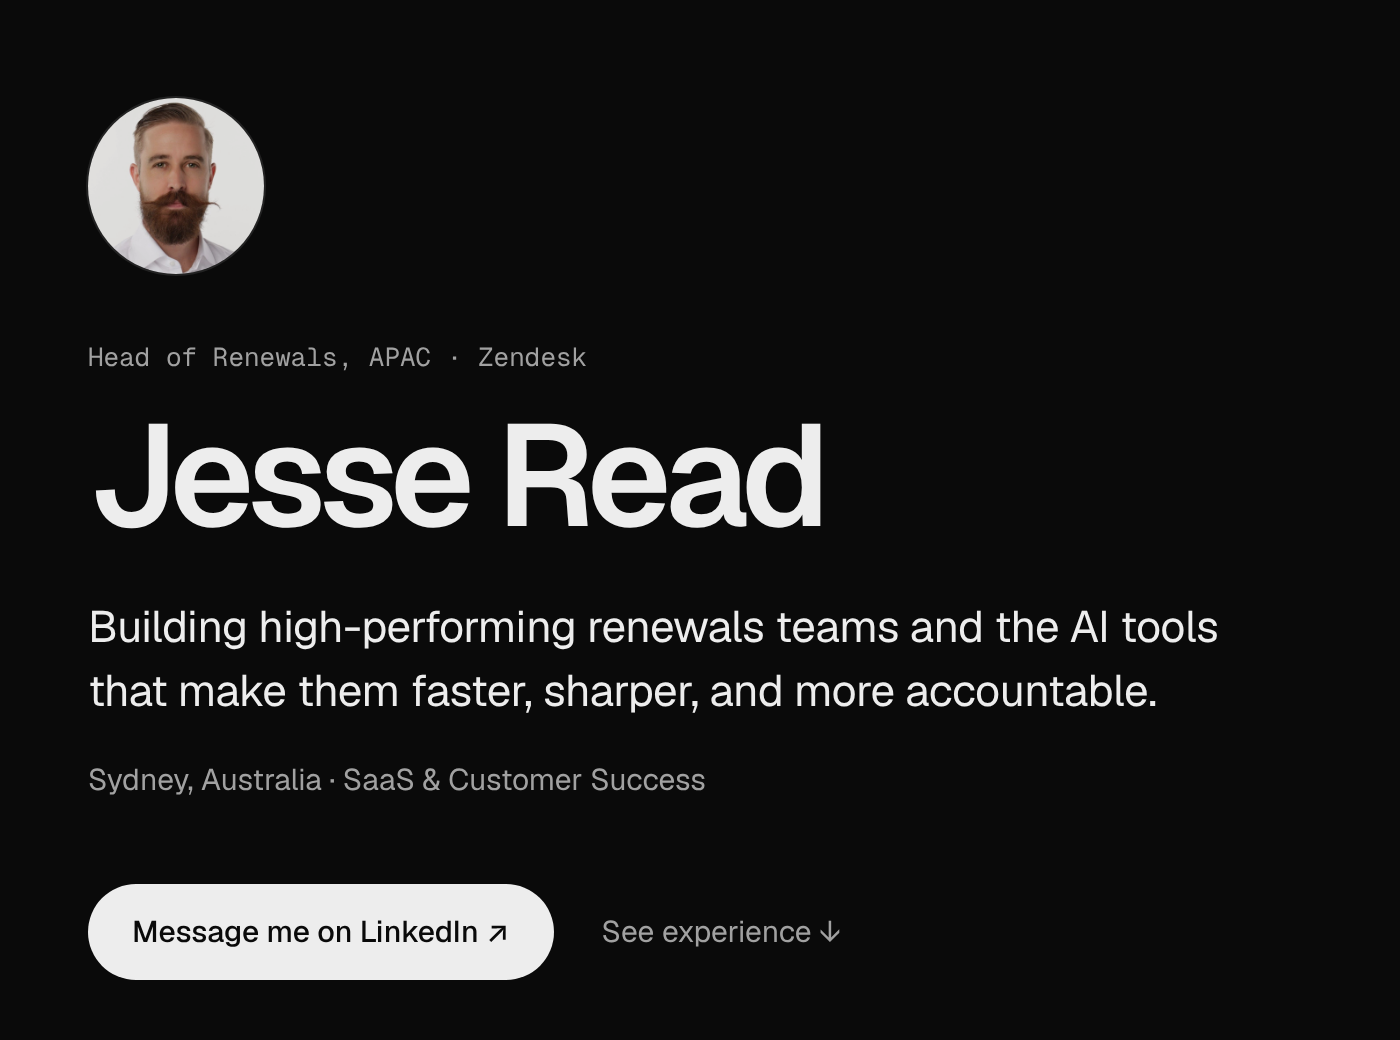 Head of Renewals, APAC · Zendesk
Jesse Read
Building high-performing renewals teams and the AI tools
that make them faster, sharper, and more accountable.
Sydney, Australia · SaaS & Customer Success
Message me on LinkedIn ↗
See experience ↓